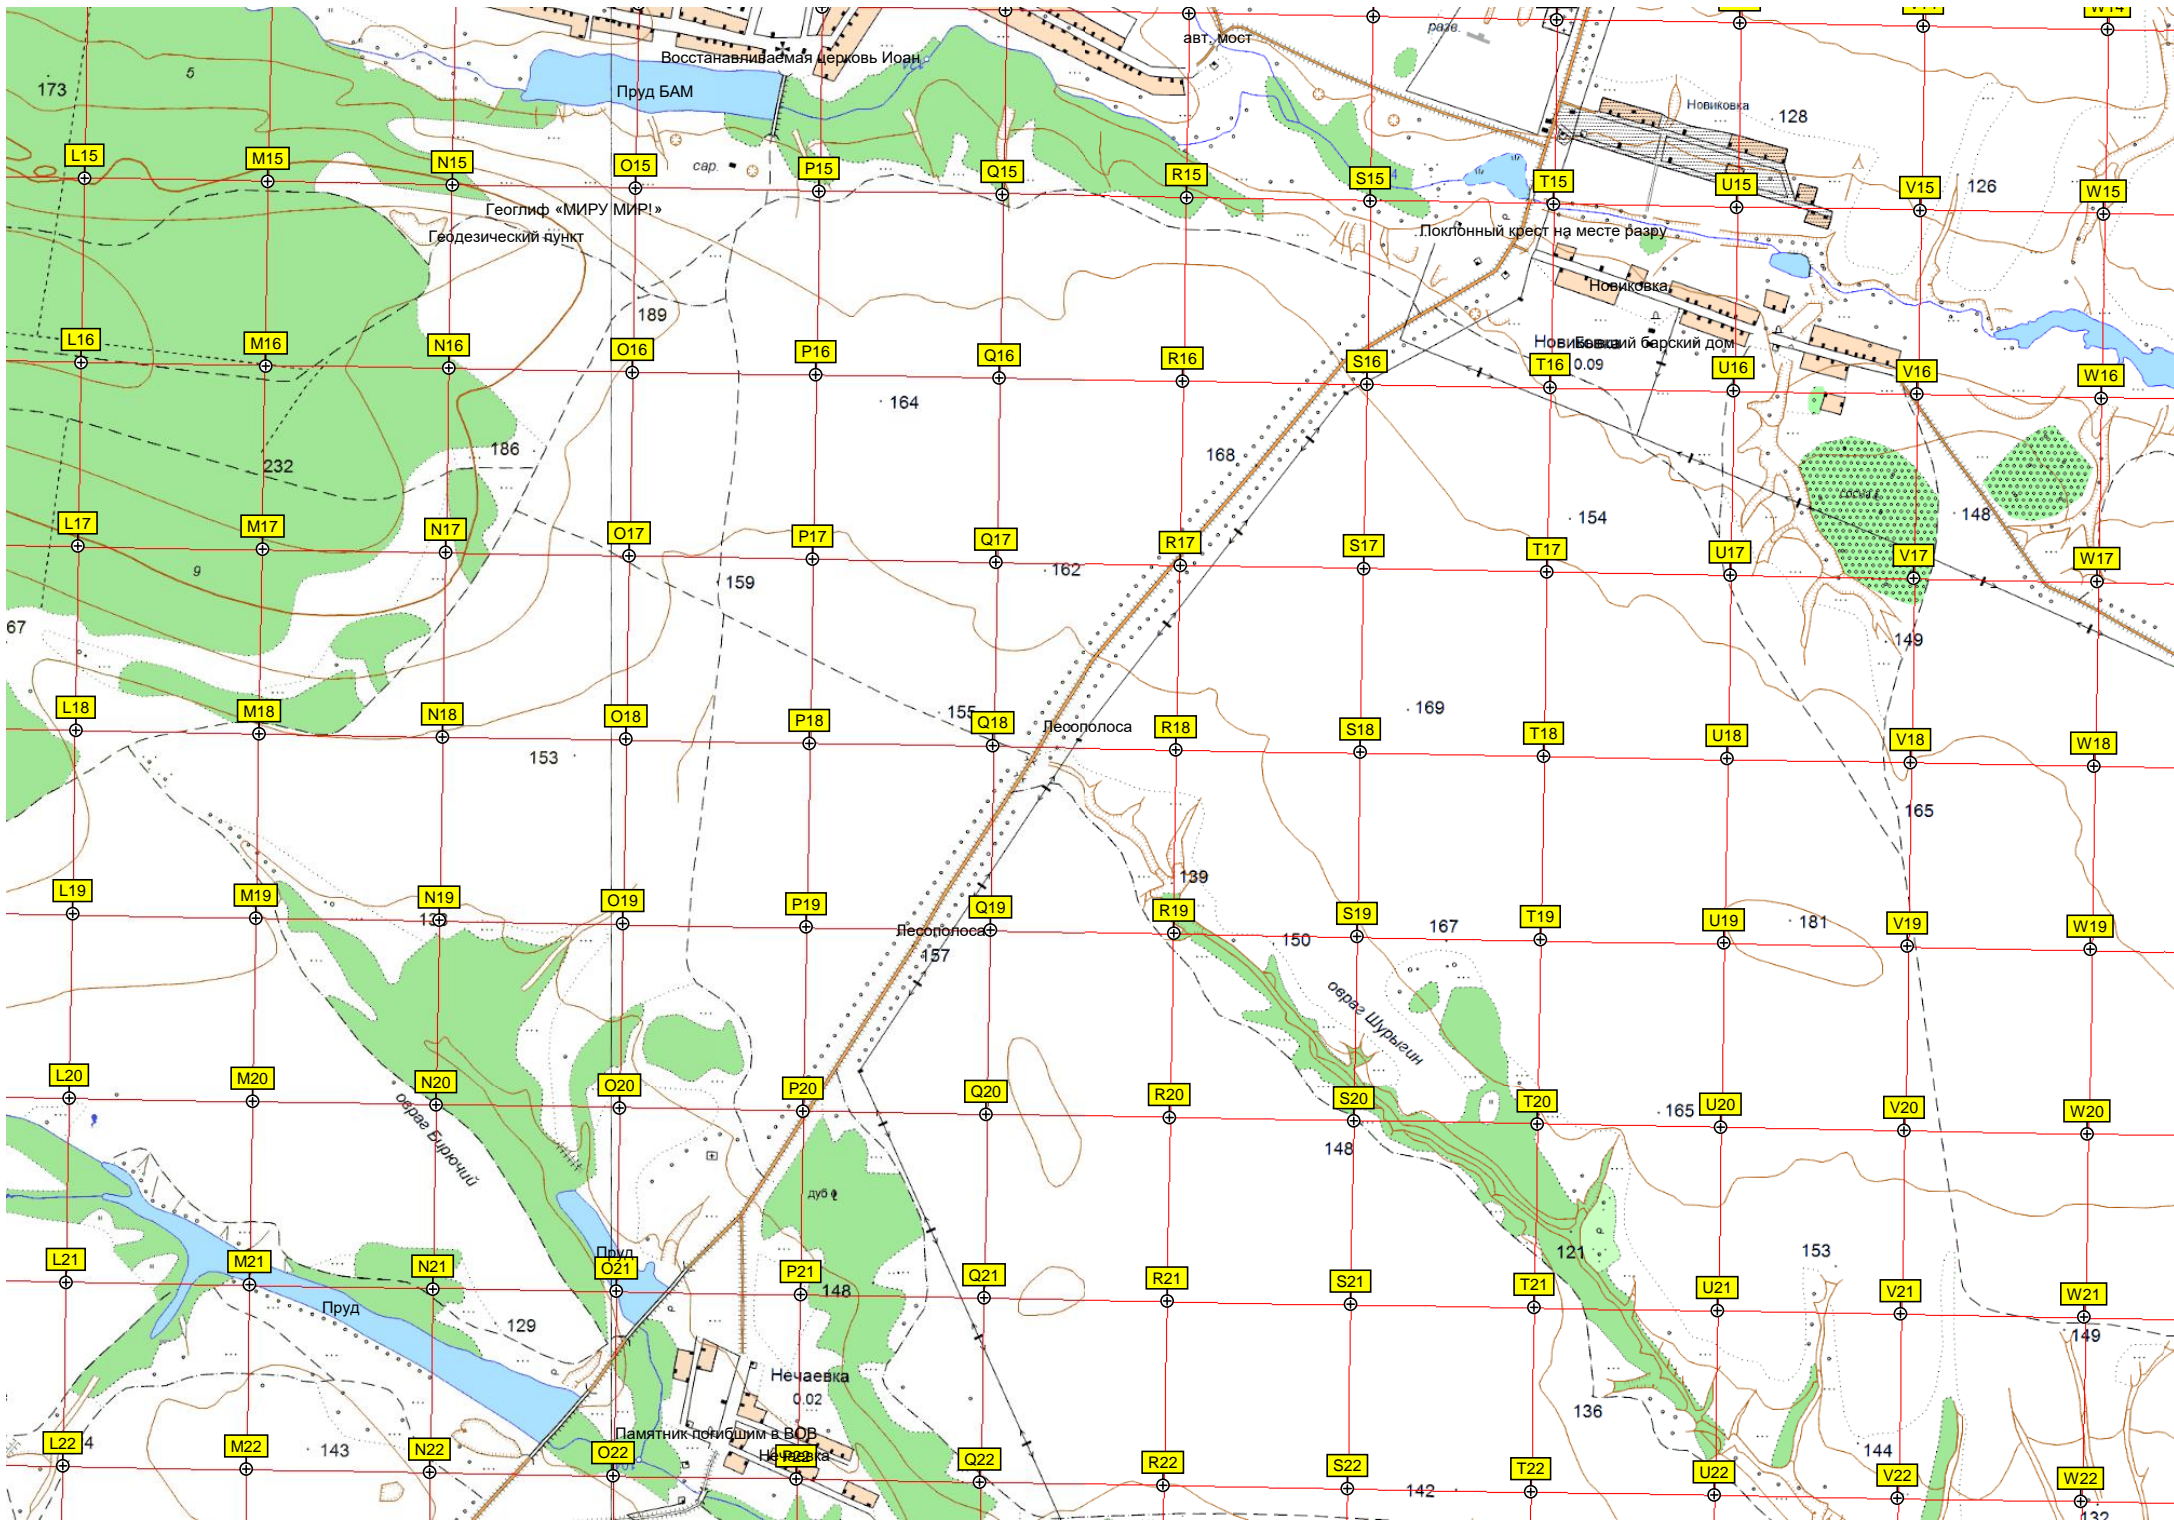 W14
авт. мост
разв.
Восстанавливаемая церковь Иоан
173
5
Пруд БАМ
Новиковка
128
L15
M15
N15
O15
сар.
P15
Q15
R15
S15
T15
U15
V15
126
W15
Геоглиф «МИРУ МИР!»
Геодезический пункт
Поклонный крест на месте разру
Новиковка
189
L16
M16
N16
O16
P16
Q16
R16
S16
Бывший барский дом
T16
0.09
U16
V16
W16
164
186
168
232
154
148
L17
M17
N17
O17
P17
Q17
R17
S17
T17
U17
V17
W17
9
159
162
67
149
L18
M18
N18
O18
P18
155
Q18
Лесополоса
R18
169
S18
T18
U18
V18
W18
153
165
139
L19
M19
N19
O19
P19
Q19
R19
S19
T19
U19
181
V19
W19
Лесополоса
157
150
167
овраг Шурыгин
L20
M20
N20
O20
P20
Q20
R20
S20
T20
165
U20
V20
W20
овраг Бирючий
148
дуб
121
153
Пруд
L21
M21
N21
O21
P21
Q21
R21
S21
T21
U21
V21
W21
148
Пруд
129
149
Нечаевка
0.02
136
Памятник погибшим в ВОВ
L22
4
M22
143
N22
O22
Нечаевка
P22
Q22
R22
S22
T22
U22
144
V22
W22
142
132